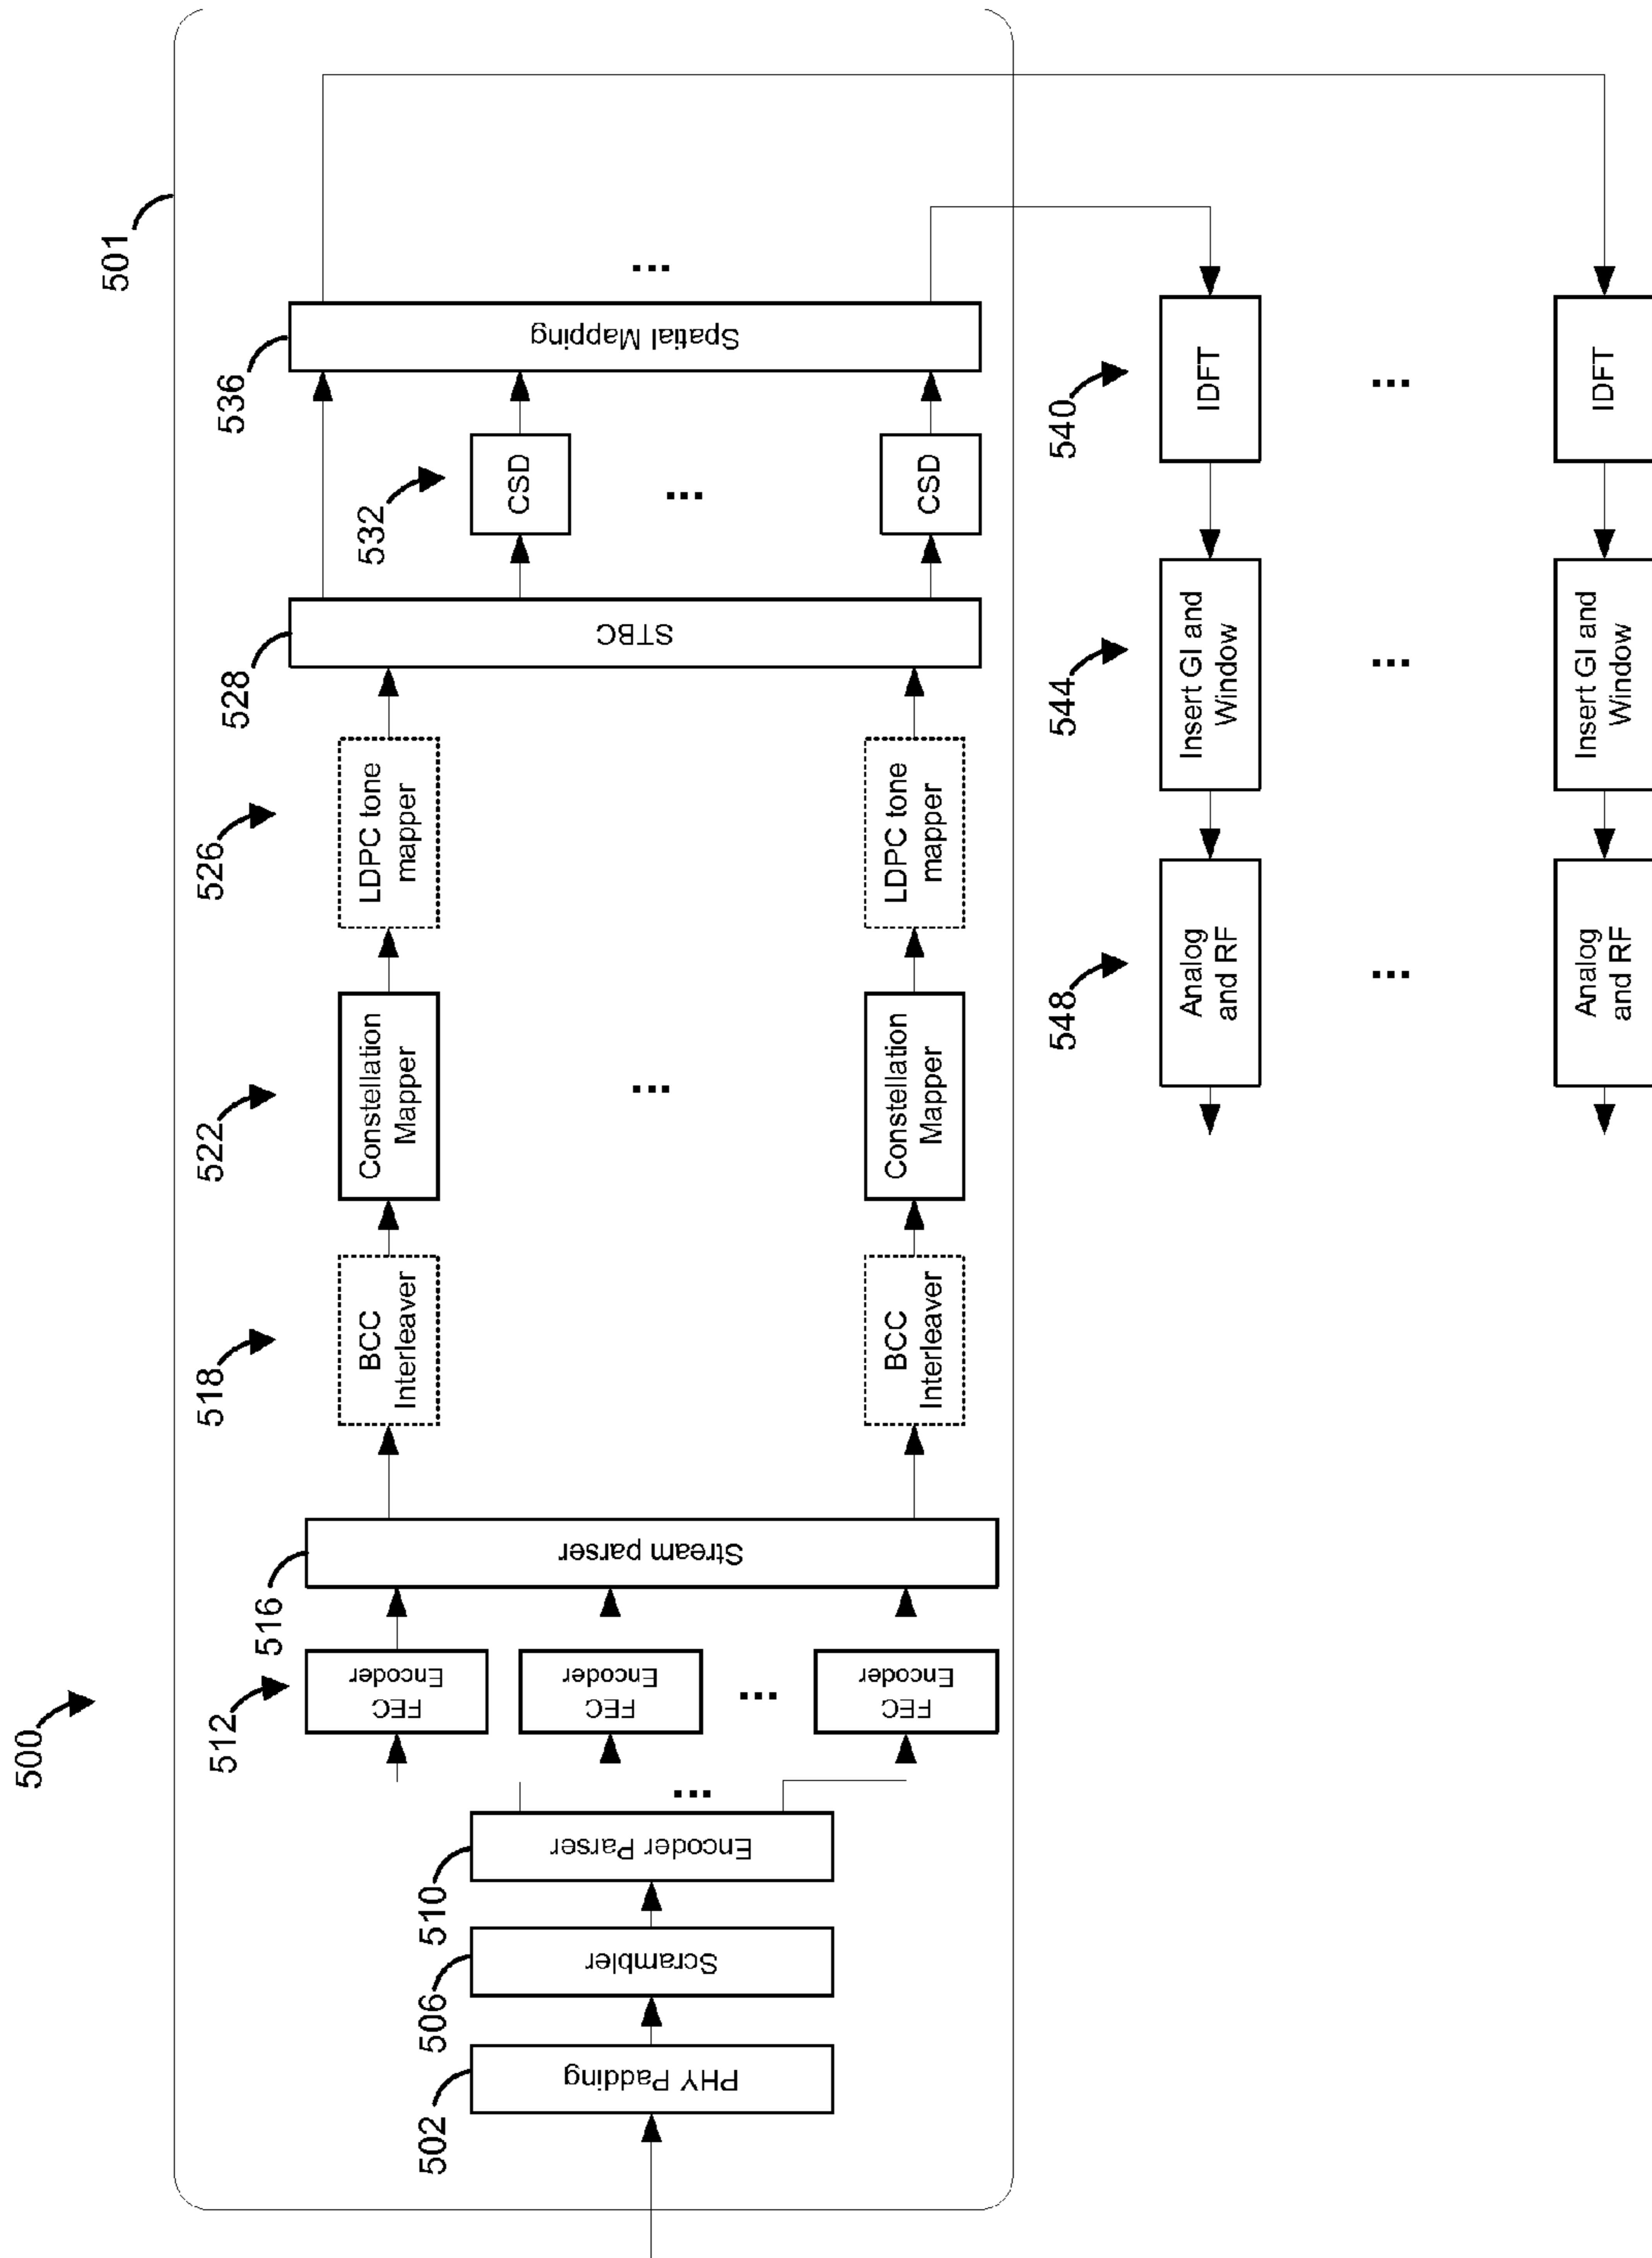 500
501
502
PHY Padding
506
Scrambler
510
Encoder Parser
...
512
FEC
Encoder
FEC
Encoder
...
FEC
Encoder
516
Stream parser
518
BCC
Interleaver
BCC
Interleaver
522
Constellation
Mapper
...
Constellation
Mapper
526
LDPC tone
mapper
LDPC tone
mapper
528
STBC
532
CSD
...
CSD
536
Spatial Mapping
...
540
IDFT
...
IDFT
544
Insert GI and
Window
...
Insert GI and
Window
548
Analog
and RF
...
Analog
and RF